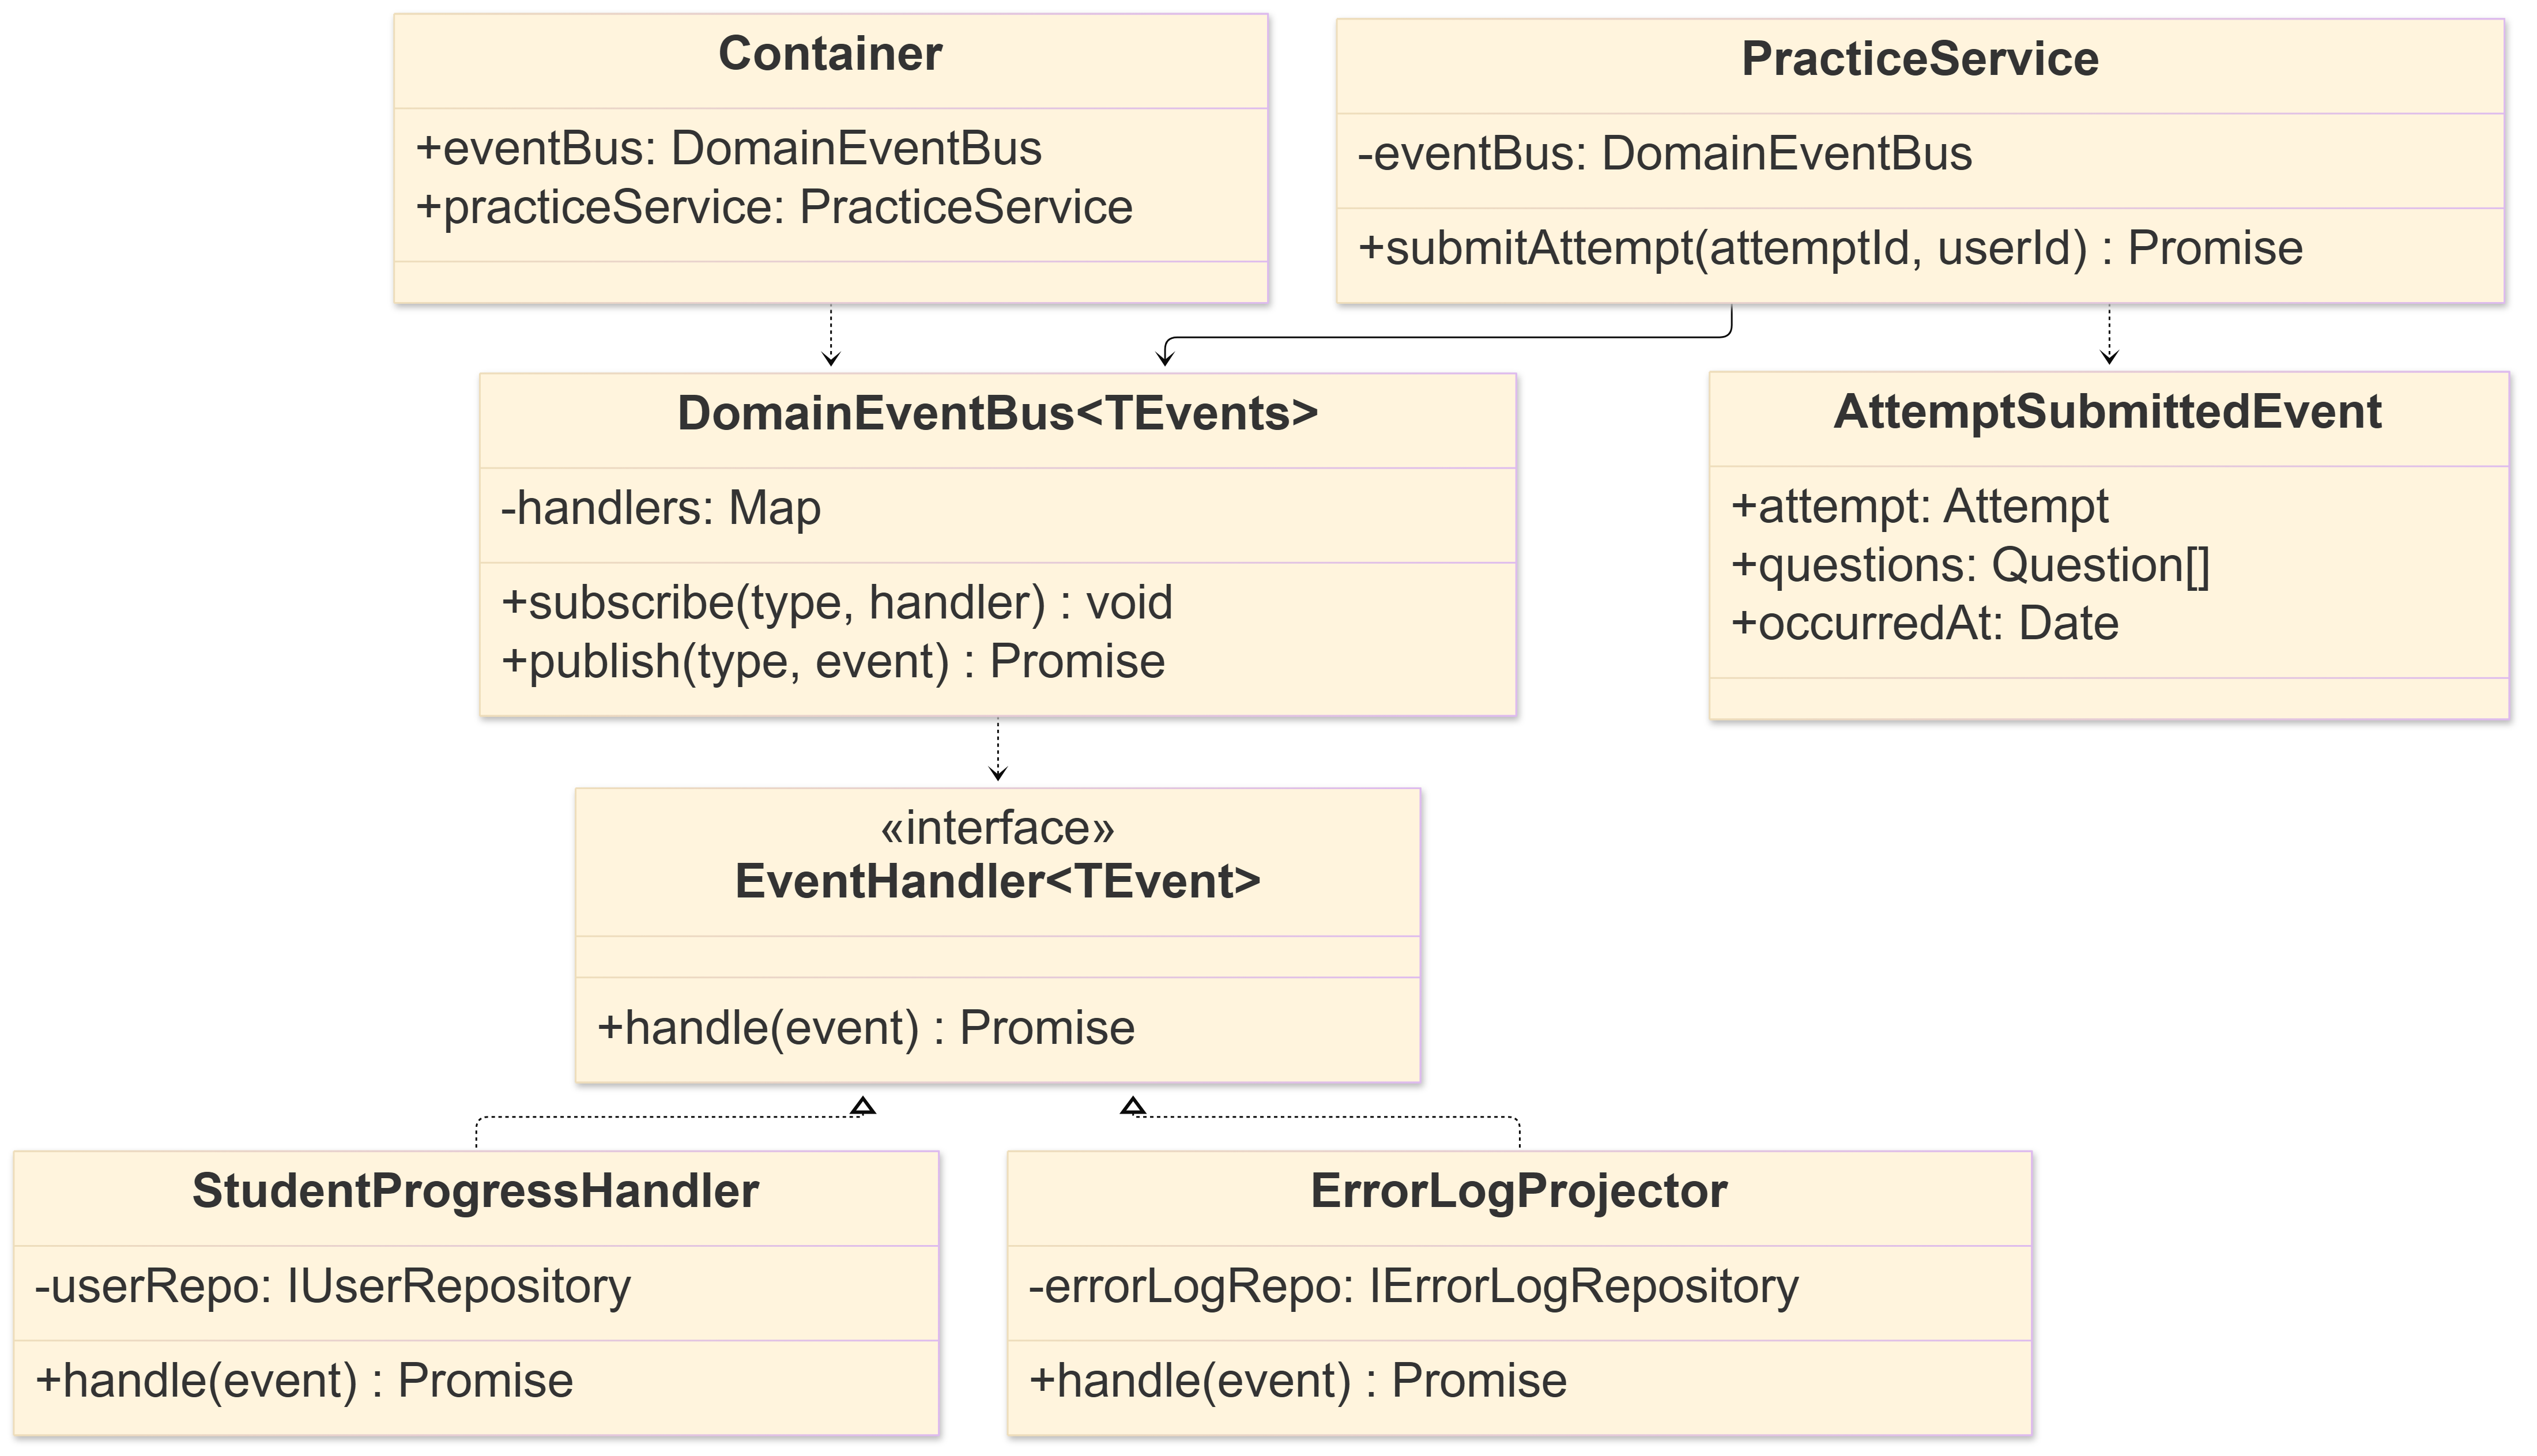 Container
+eventBus: DomainEventBus
+practiceService: PracticeService
PracticeService
-eventBus: DomainEventBus
+submitAttempt(attemptId, userId) : Promise
DomainEventBus<TEvents>
-handlers: Map
+subscribe(type, handler) : void
+publish(type, event) : Promise
AttemptSubmittedEvent
+attempt: Attempt
+questions: Question[]
+occurredAt: Date
«interface»
EventHandler<TEvent>
+handle(event) : Promise
StudentProgressHandler
-userRepo: IUserRepository
+handle(event) : Promise
ErrorLogProjector
-errorLogRepo: IErrorLogRepository
+handle(event) : Promise